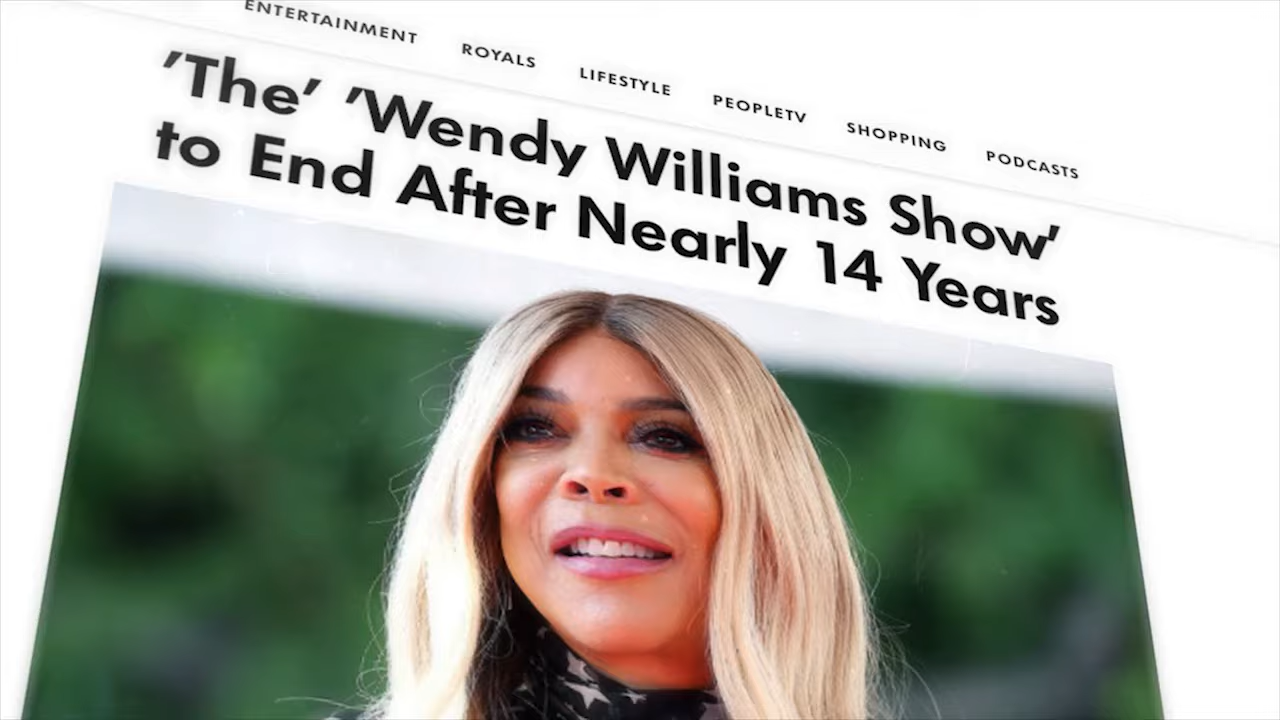 ENTERTAINMENT ROYALS LIFESTYLE PEOPLETV SHOPPING PODCASTS
'The' 'Wendy Williams Show'
to End After Nearly 14 Years